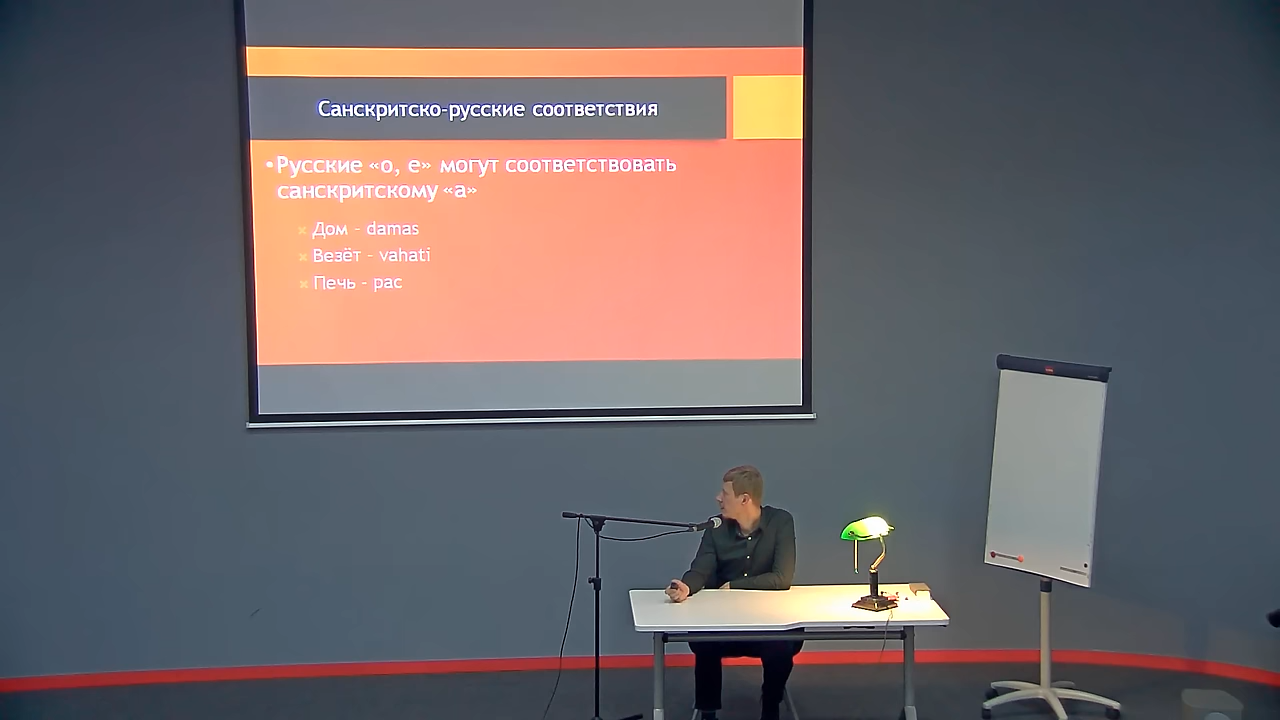 Санскритско-русские соответствия
•Русские «о, е» могут соответствовать
санскритскому «а»
Дом - damas
Везёт - vahati
Печь - pac